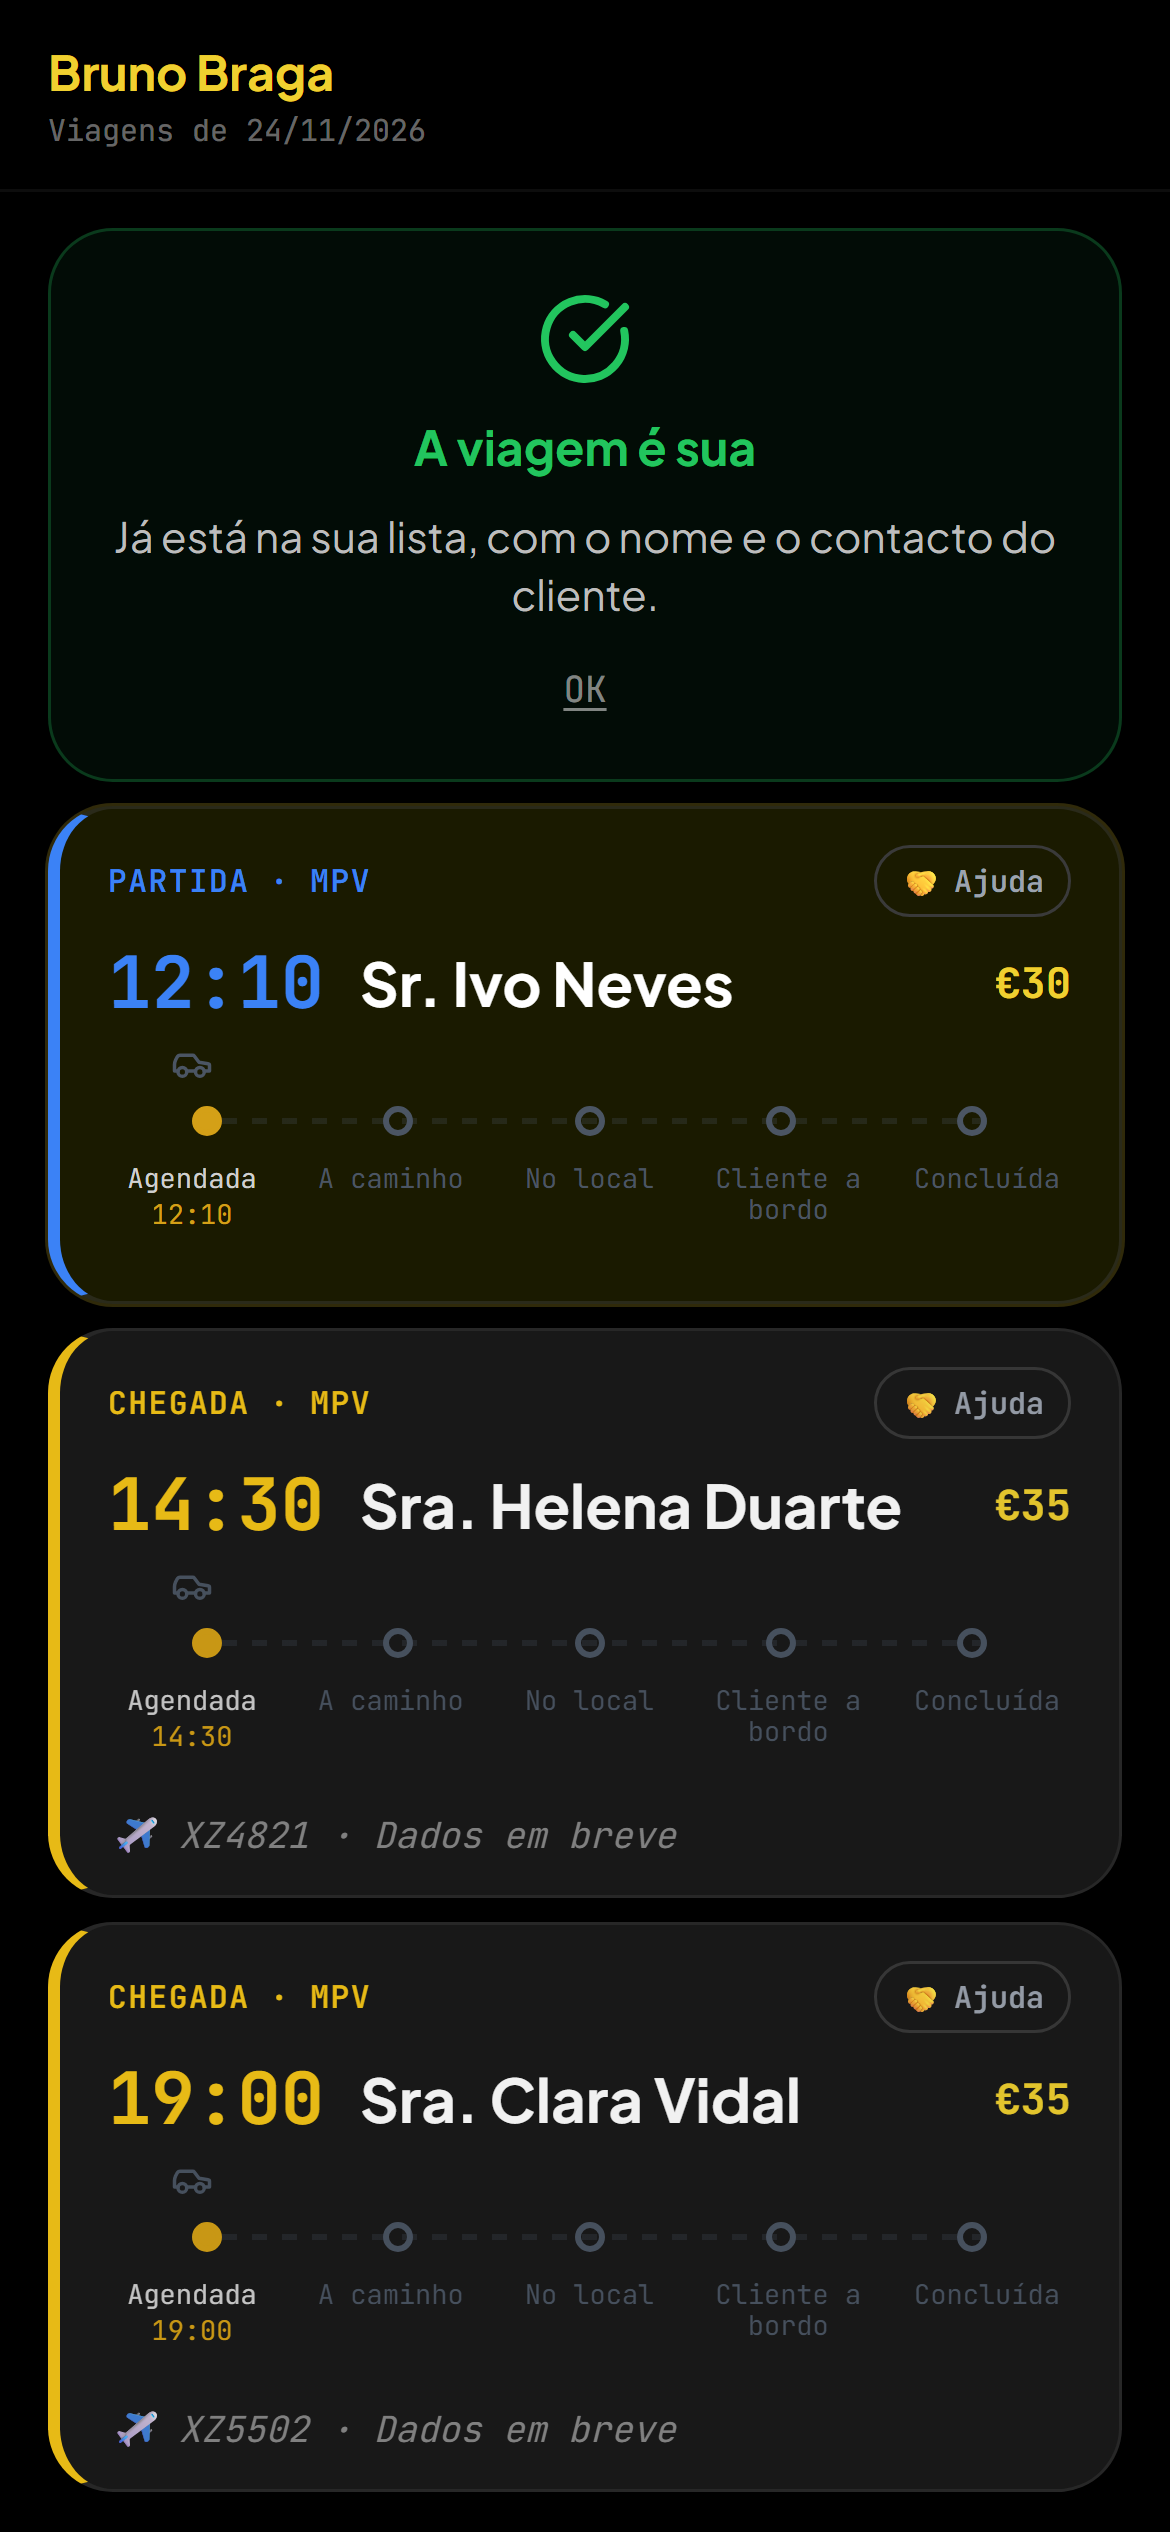 Bruno Braga
Viagens de 24/11/2026
A viagem é sua
Já está na sua lista, com o nome e o contacto do
cliente.
OK
PARTIDA · MPV
🤝 Ajuda
12:10 Sr. Ivo Neves €30
Agendada A caminho No local Cliente a bordo Concluída
12:10
CHEGADA · MPV
🤝 Ajuda
14:30 Sra. Helena Duarte €35
Agendada A caminho No local Cliente a bordo Concluída
14:30
✈️ XZ4821 · Dados em breve
CHEGADA · MPV
🤝 Ajuda
19:00 Sra. Clara Vidal €35
Agendada A caminho No local Cliente a bordo Concluída
19:00
✈️ XZ5502 · Dados em breve